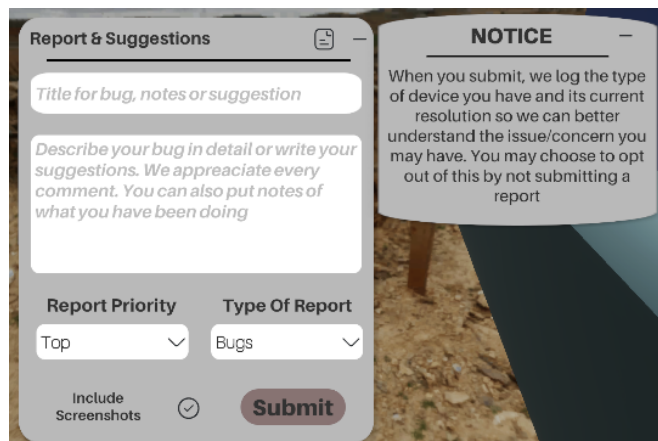 Report & Suggestions
Title for bug, notes or suggestion
Describe your bug in detail or write your
suggestions. We appreaciate every
comment. You can also put notes of
what you have been doing
Report Priority
Type Of Report
Top
Bugs
Include
Screenshots
Submit
NOTICE
When you submit, we log the type
of device you have and its current
resolution so we can better
understand the issue/concern you
may have. You may choose to opt
out of this by not submitting a
report